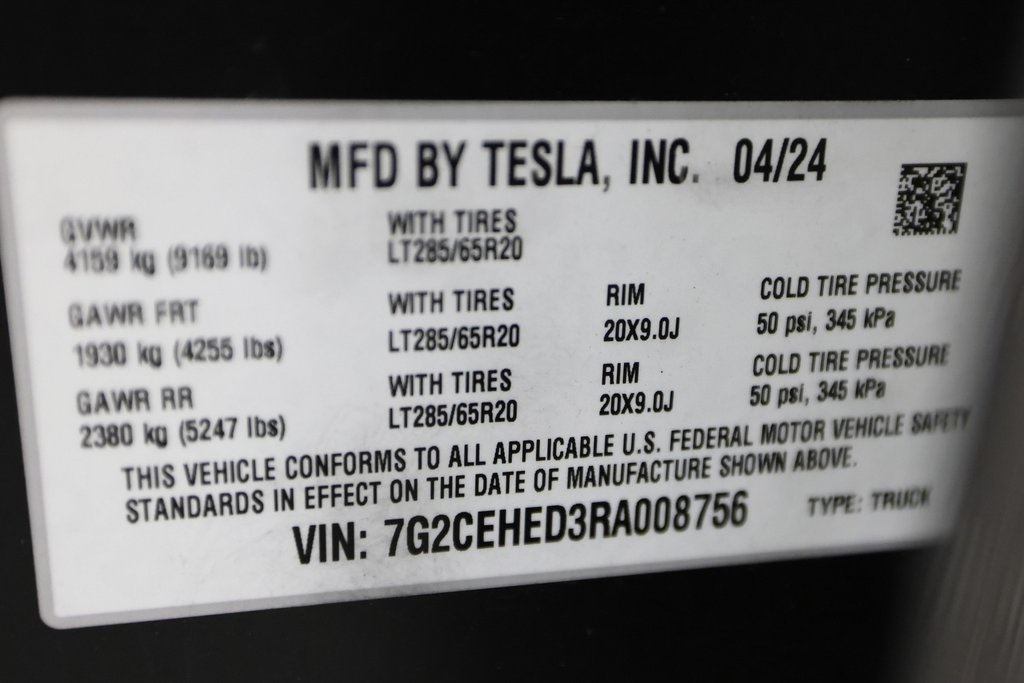 MFD BY TESLA, INC. 04/24
GVWR WITH TIRES
4159 kg (9169 lb) LT285/65R20
GAWR FRT WITH TIRES RIM COLD TIRE PRESSURE
1930 kg (4255 lbs) LT285/65R20 20X9.0J 50 psi, 345 kPa
GAWR RR WITH TIRES RIM COLD TIRE PRESSURE
2380 kg (5247 lbs) LT285/65R20 20X9.0J 50 psi, 345 kPa
THIS VEHICLE CONFORMS TO ALL APPLICABLE U.S. FEDERAL MOTOR VEHICLE SAFETY
STANDARDS IN EFFECT ON THE DATE OF MANUFACTURE SHOWN ABOVE.
VIN: 7G2CEHED3RA008756 TYPE: TRUCK